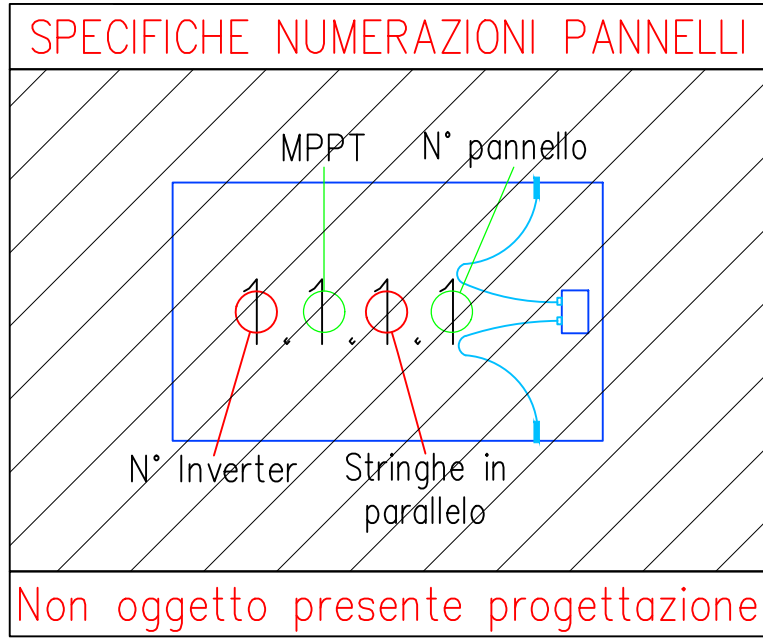 SPECIFICHE NUMERAZIONI PANNELLI
MPPT
N° pannello
1.1.1.1
N° Inverter
Stringhe in
parallelo
Non oggetto presente progettazione